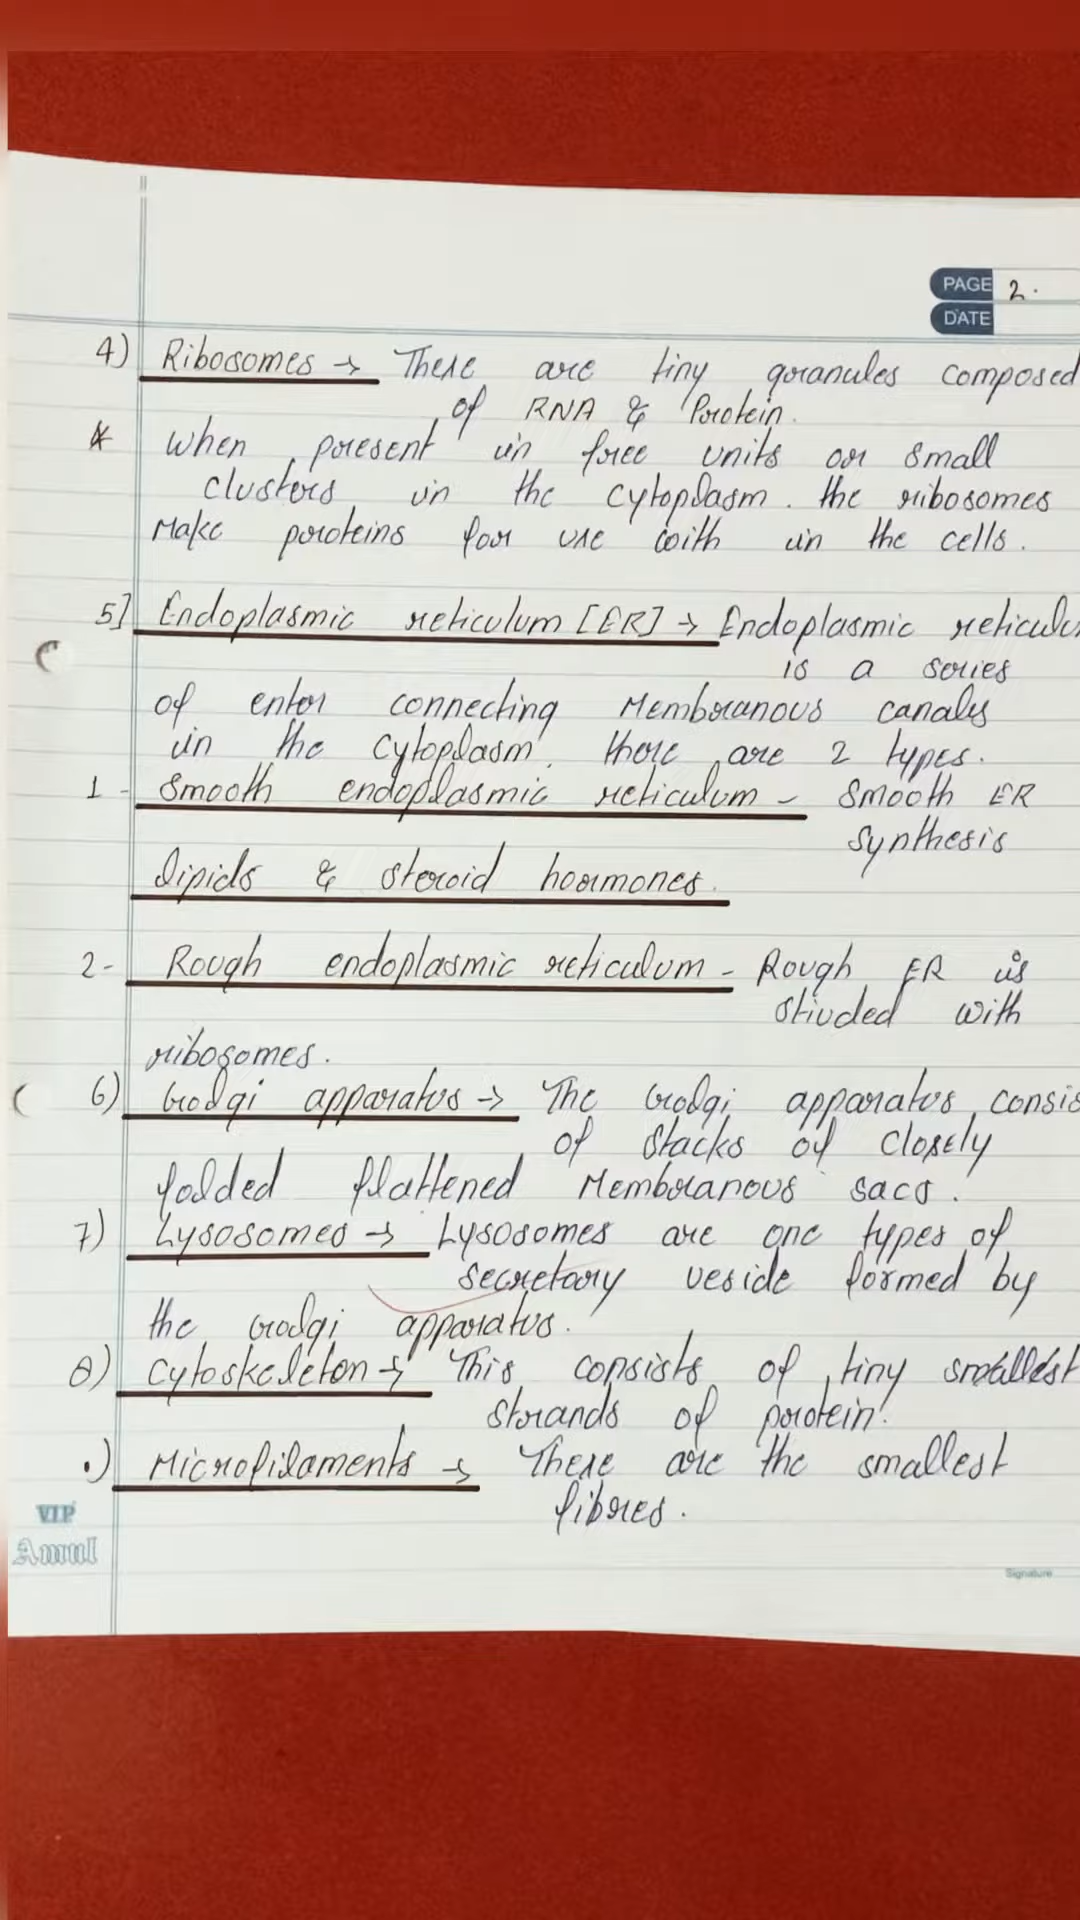 PAGE 2.
DATE
4) Ribosomes → These are tiny granules composed
of RNA & Protein.
* When present in free units or small
clusters in the cytoplasm. the ribosomes
Make proteins for use with in the cells.
5] Endoplasmic reticulum [ER] → Endoplasmic reticulu
is a series
of enter connecting Membranous canals
in the cytoplasm. there are 2 types.
1 - Smooth endoplasmic reticulum - Smooth ER
synthesis
lipids & steroid hormones.
2- Rough endoplasmic reticulum - Rough ER is
studed with
ribosomes.
6) Golgi apparatus → The Golgi apparatus consis
of stacks of closely
folded flattened Membranous sacs.
7) Lysosomes → Lysosomes are one types of
secretory veside formed by
the Golgi apparatus.
8) Cytoskeleton → This consists of tiny smallest
strands of protein.
.) Microfilaments → These are the smallest
fibres.
VIP
Amul
Signature